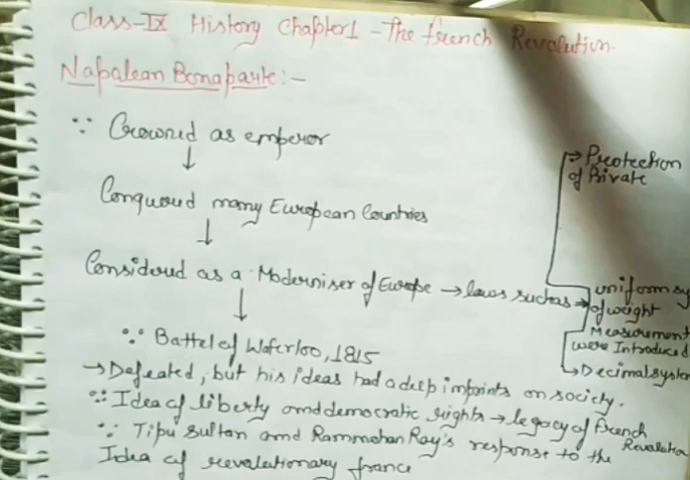 Class-IX History Chapter1 - The french Revolution.
Napalean Bonaparte:-
∵ Crowned as emperor
↓
Conquered many European Countries
↓
Considered as a Moderniser of Europe → laws such as →
⇒ Protection
of Private
uniform sy
of weight
Measurement
were Introduced
→ Decimal system
↓
∵ Battel of Waterloo, 1815
→ Defeated, but his ideas had a deep imprints on society.
∵ Idea of liberty and democratic rights → legacy of French Revolution
∵ Tipu Sultan and Rammohan Ray's response to the
Idea of revolutionary france